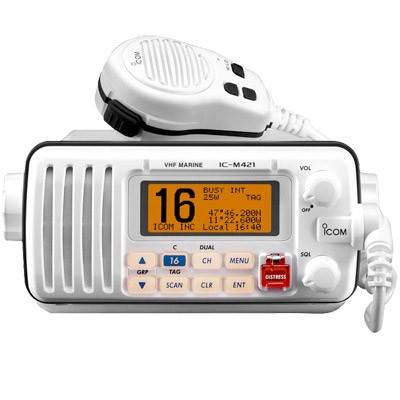 ICOM
VHF MARINE IC-M421
VOL
16
BUSY INT
25W TAG
47°46.200N
11°22.600W
ICOM INC Local 16:40
OFF
ICOM
C DUAL
▲ 16 CH MENU
GRP TAG
▼ SCAN CLR ENT
DISTRESS
SQL